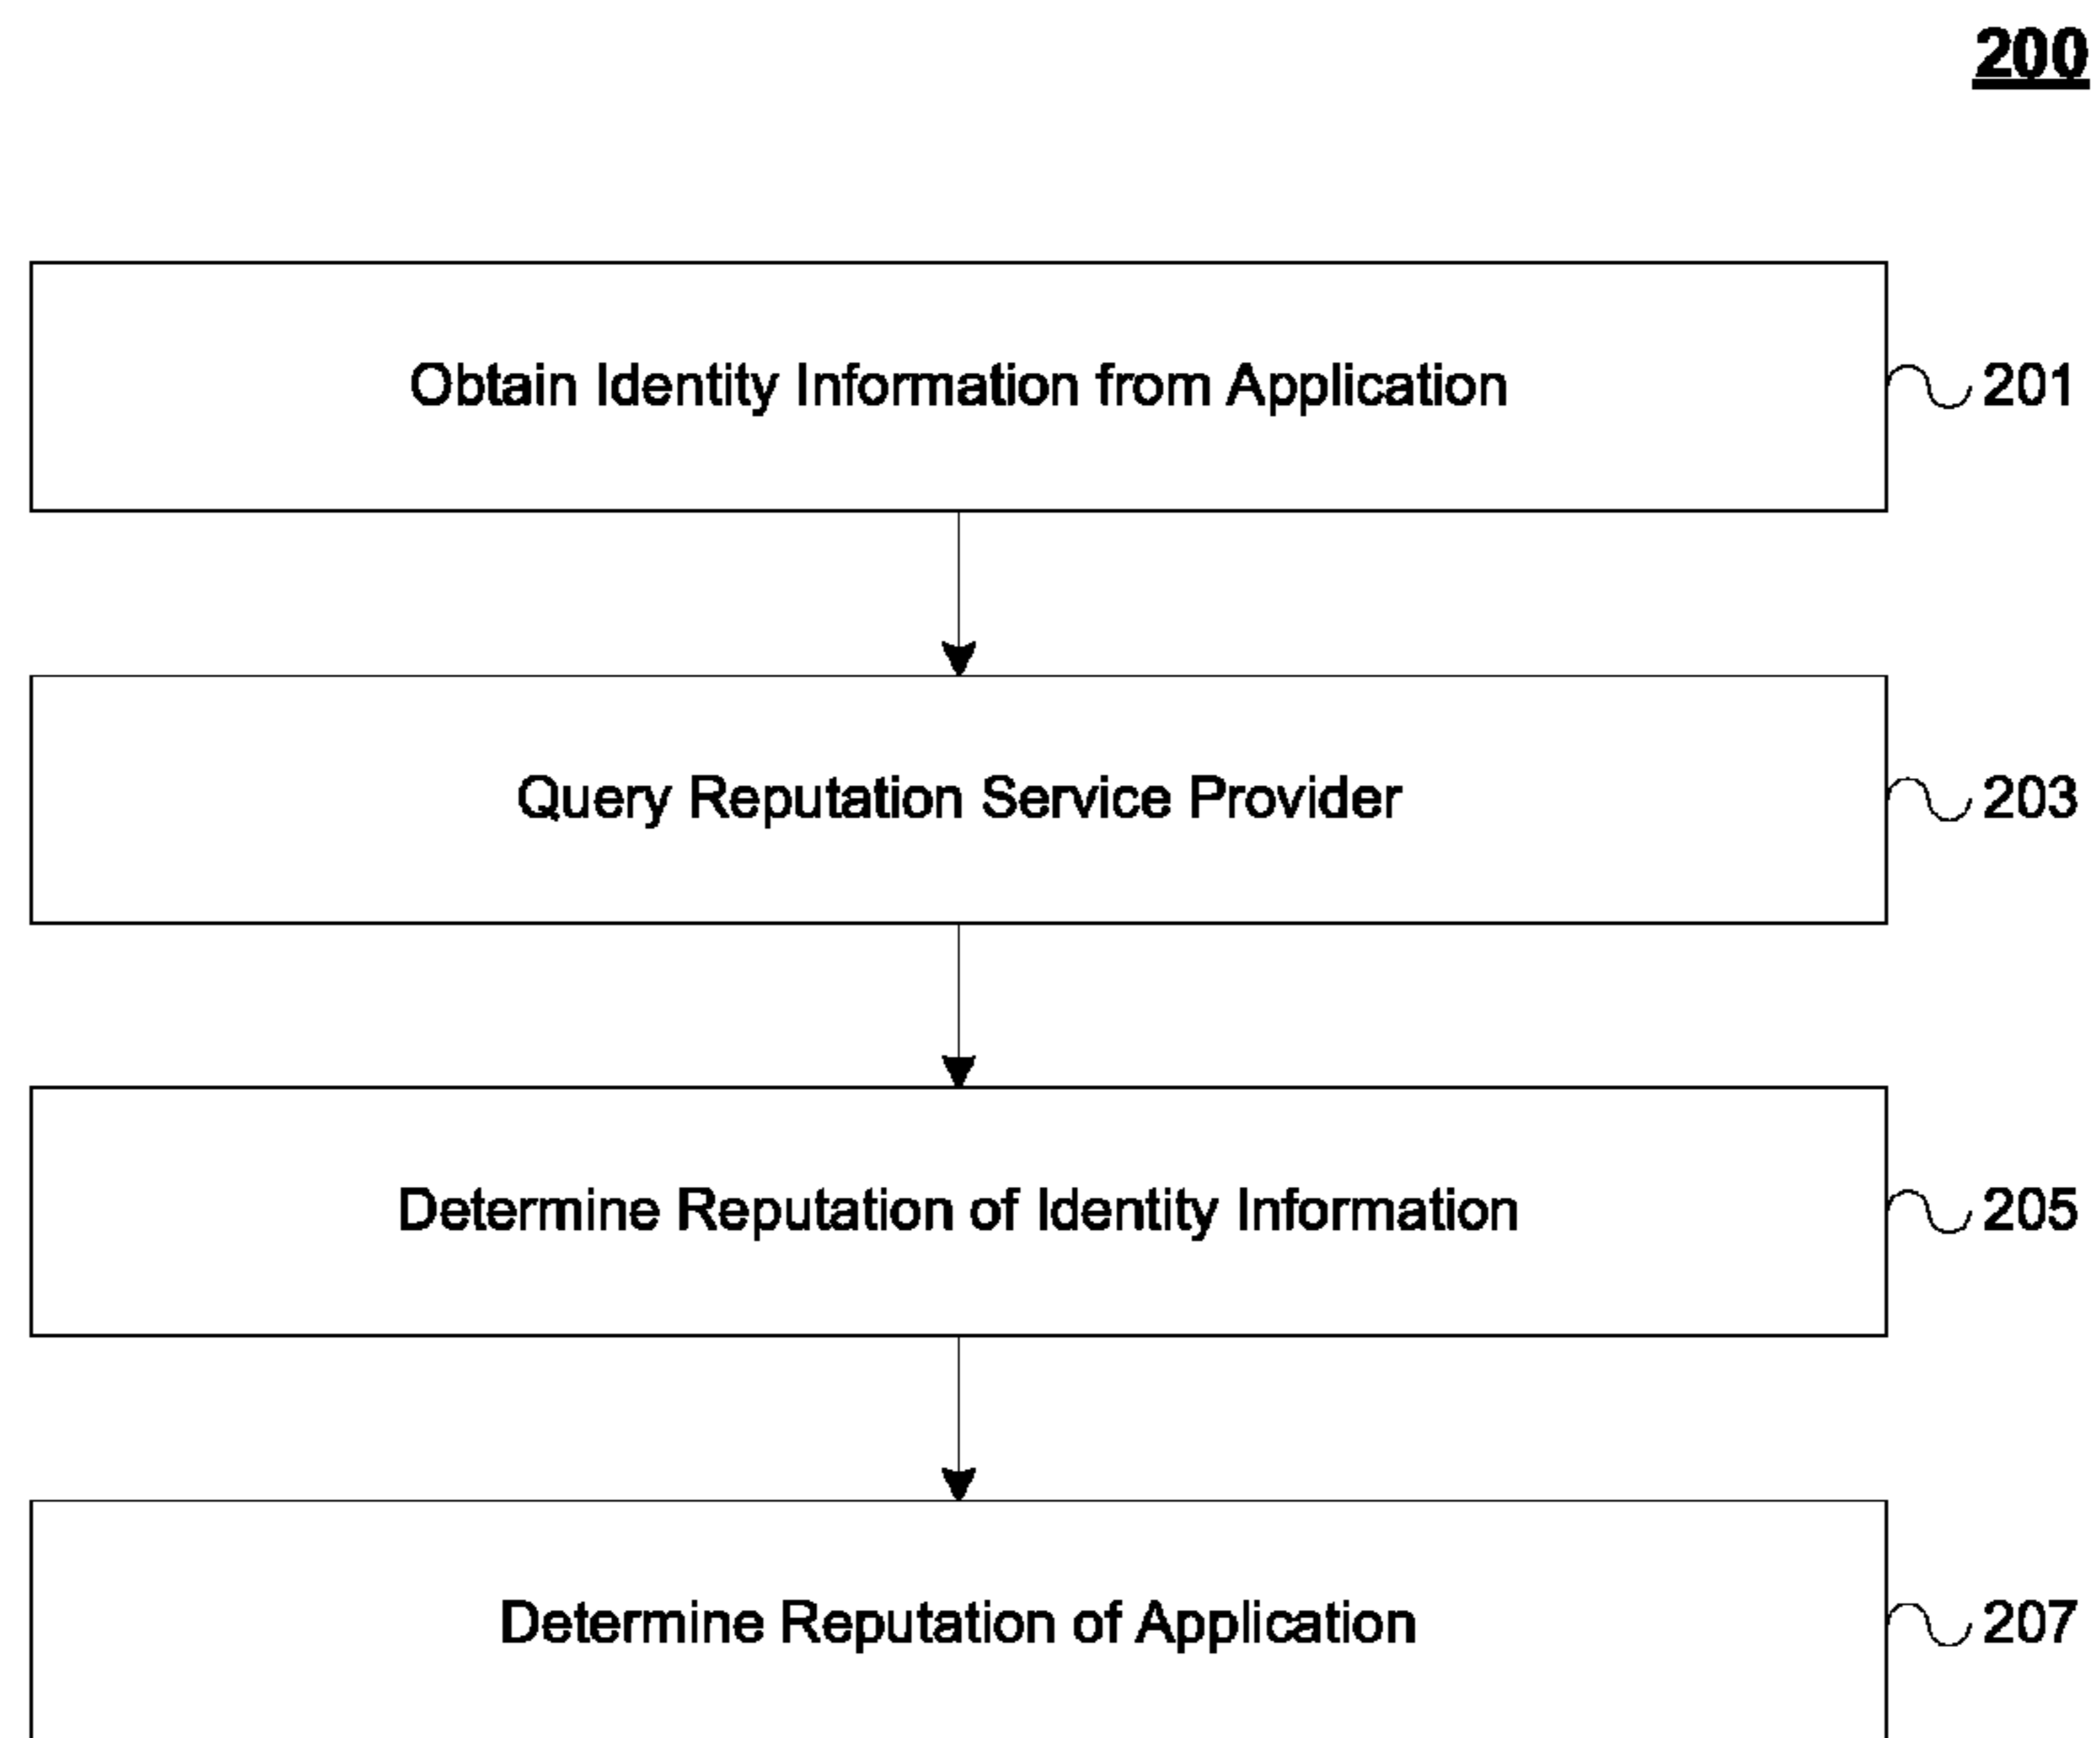 200
Obtain Identity Information from Application
201
Query Reputation Service Provider
203
Determine Reputation of Identity Information
205
Determine Reputation of Application
207